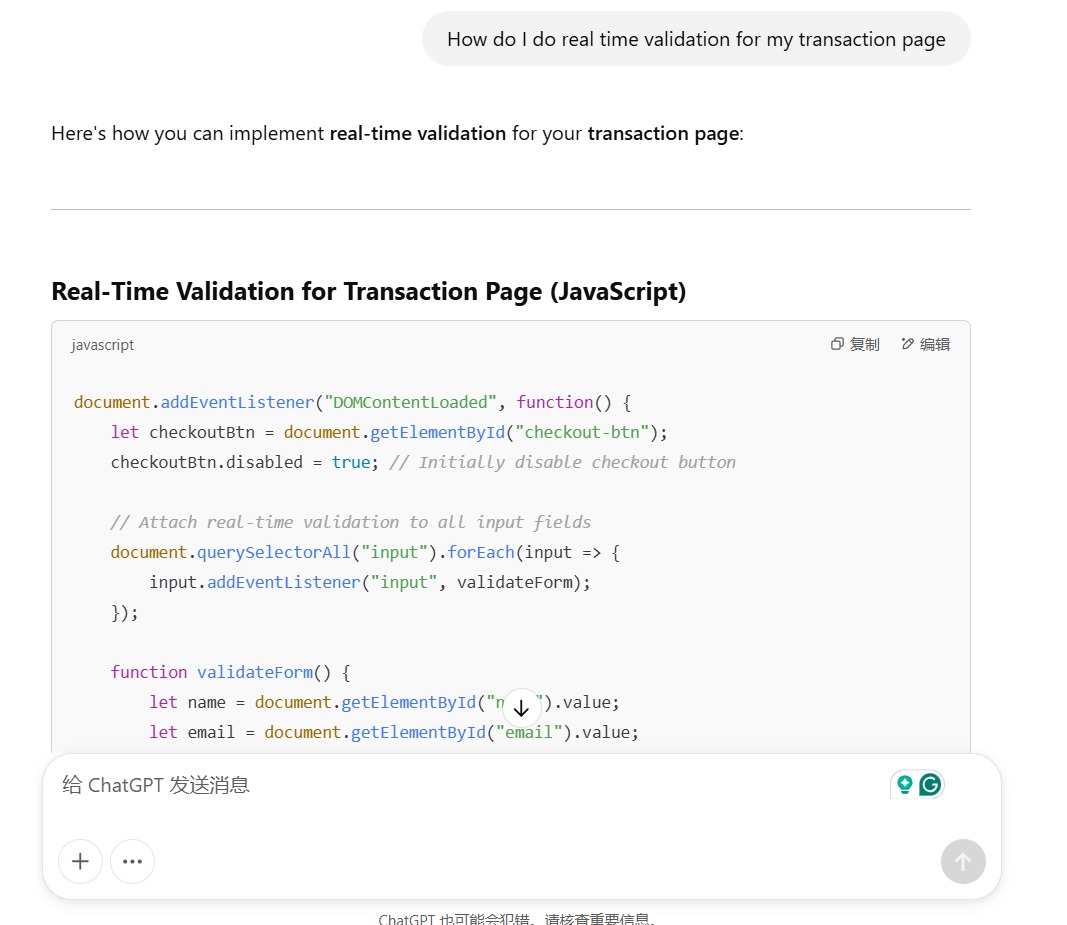 How do I do real time validation for my transaction page
Here's how you can implement real-time validation for your transaction page:
Real-Time Validation for Transaction Page (JavaScript)
javascript 复制 编辑
document.addEventListener("DOMContentLoaded", function() {
let checkoutBtn = document.getElementById("checkout-btn");
checkoutBtn.disabled = true; // Initially disable checkout button
// Attach real-time validation to all input fields
document.querySelectorAll("input").forEach(input => {
input.addEventListener("input", validateForm);
});
function validateForm() {
let name = document.getElementById(" ").value;
let email = document.getElementById("email").value;
给 ChatGPT 发送消息
ChatGPT 也可能会犯错。请核查重要信息。